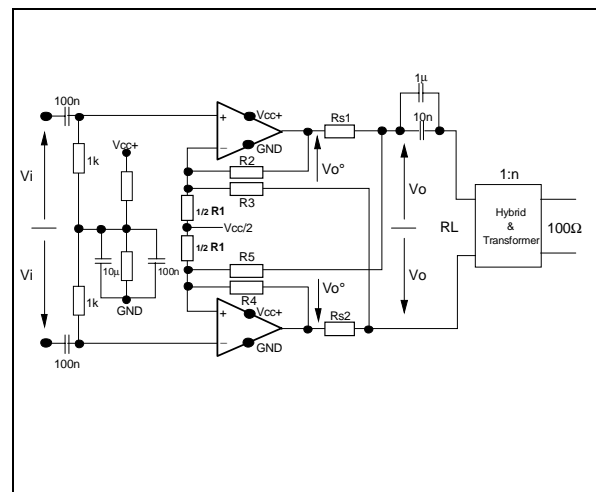 1µ
100n
Vcc+
GND
Rs1
10n
+
−
Vcc+
1k
R2
R3
Vo°
1:n
Vi
1/2 R1
Vcc/2
Vo
Hybrid
&
Transformer
RL
100Ω
1/2 R1
Vi
R5
Vo
10µ
100n
R4
Vo°
GND
1k
+
−
Vcc+
GND
Rs2
100n